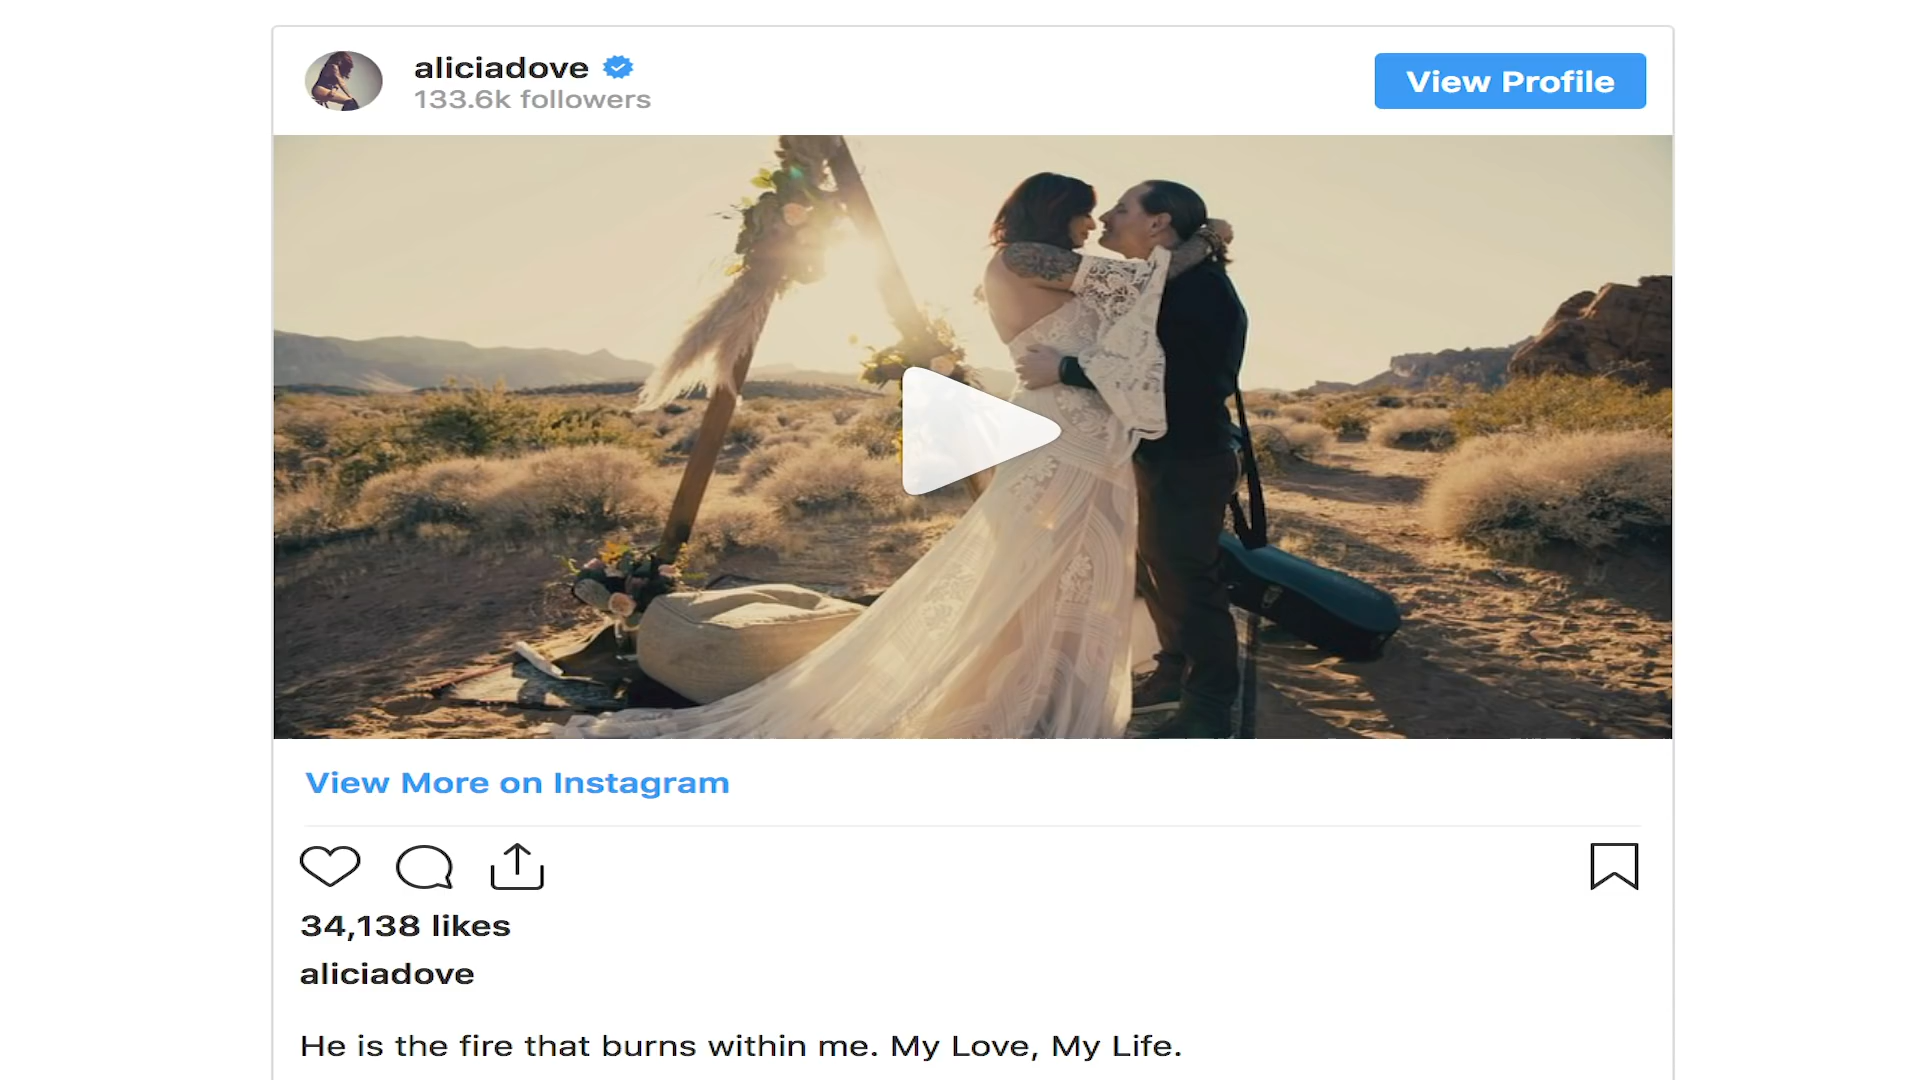 aliciadove
133.6k followers
View Profile
View More on Instagram
34,138 likes
aliciadove
He is the fire that burns within me. My Love, My Life.